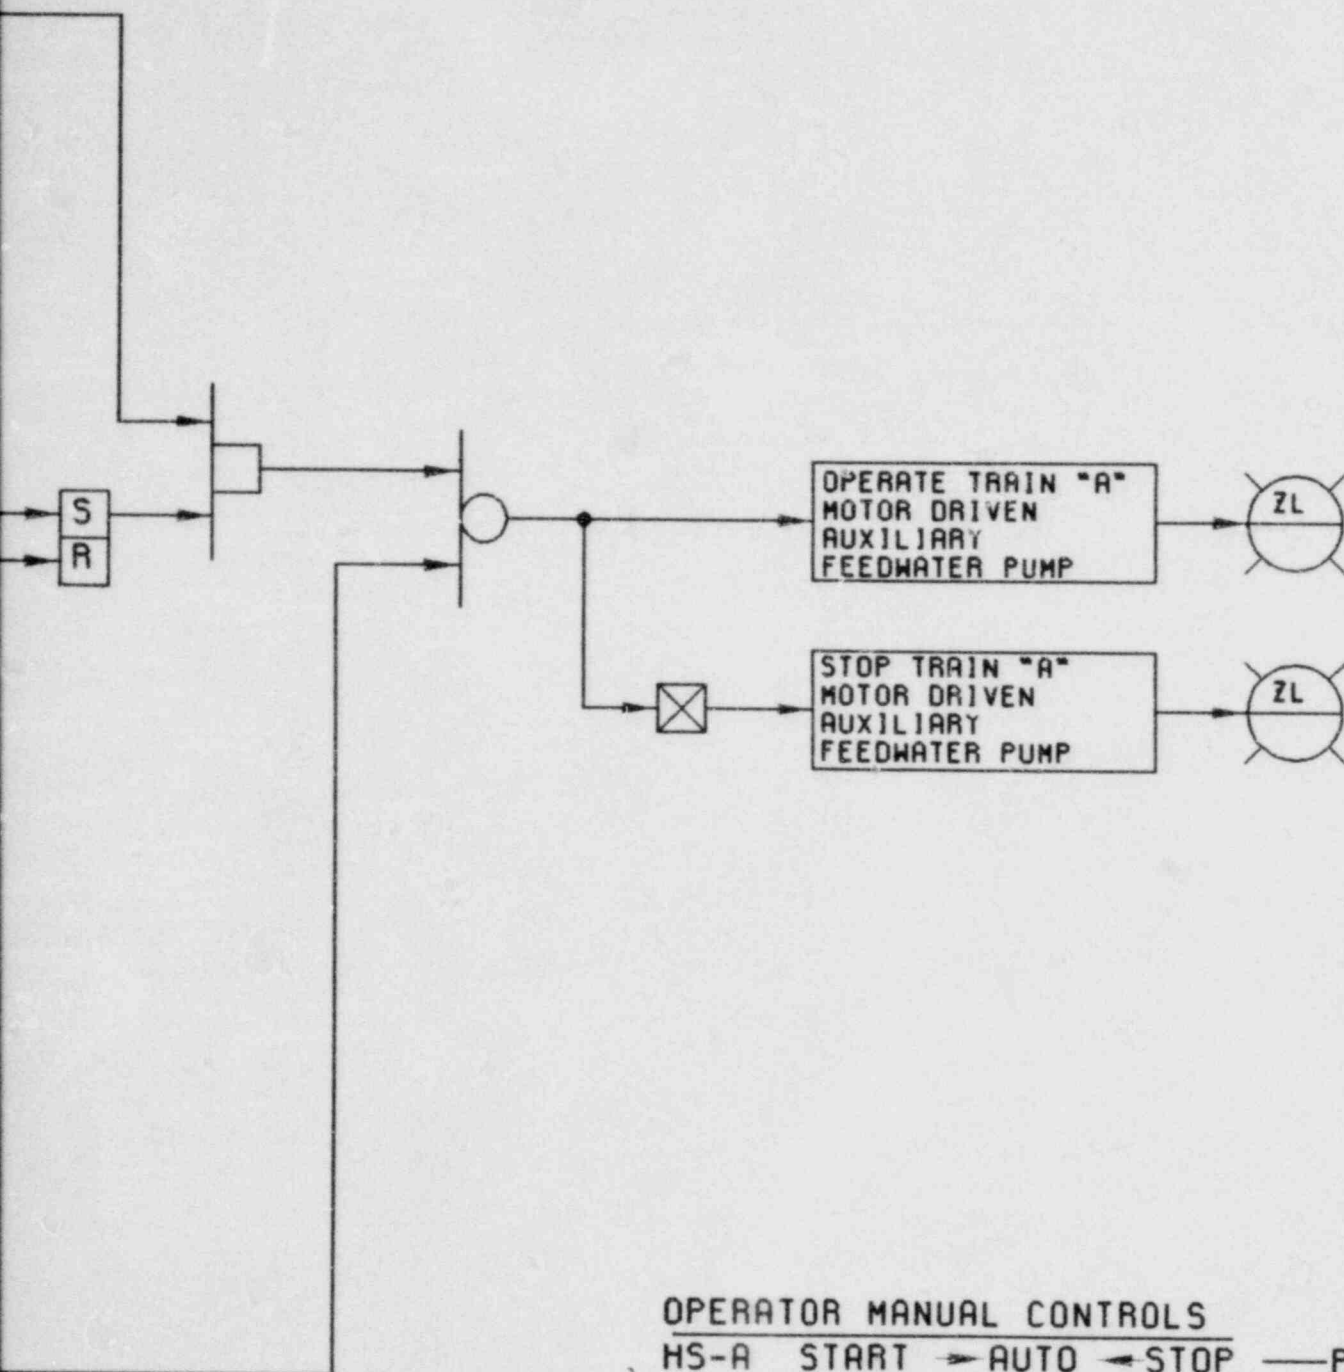 S
R
OPERATE TRAIN "A"
MOTOR DRIVEN
AUXILIARY
FEEDWATER PUMP
ZL
STOP TRAIN "A"
MOTOR DRIVEN
AUXILIARY
FEEDWATER PUMP
ZL
OPERATOR MANUAL CONTROLS
HS-A START AUTO STOP